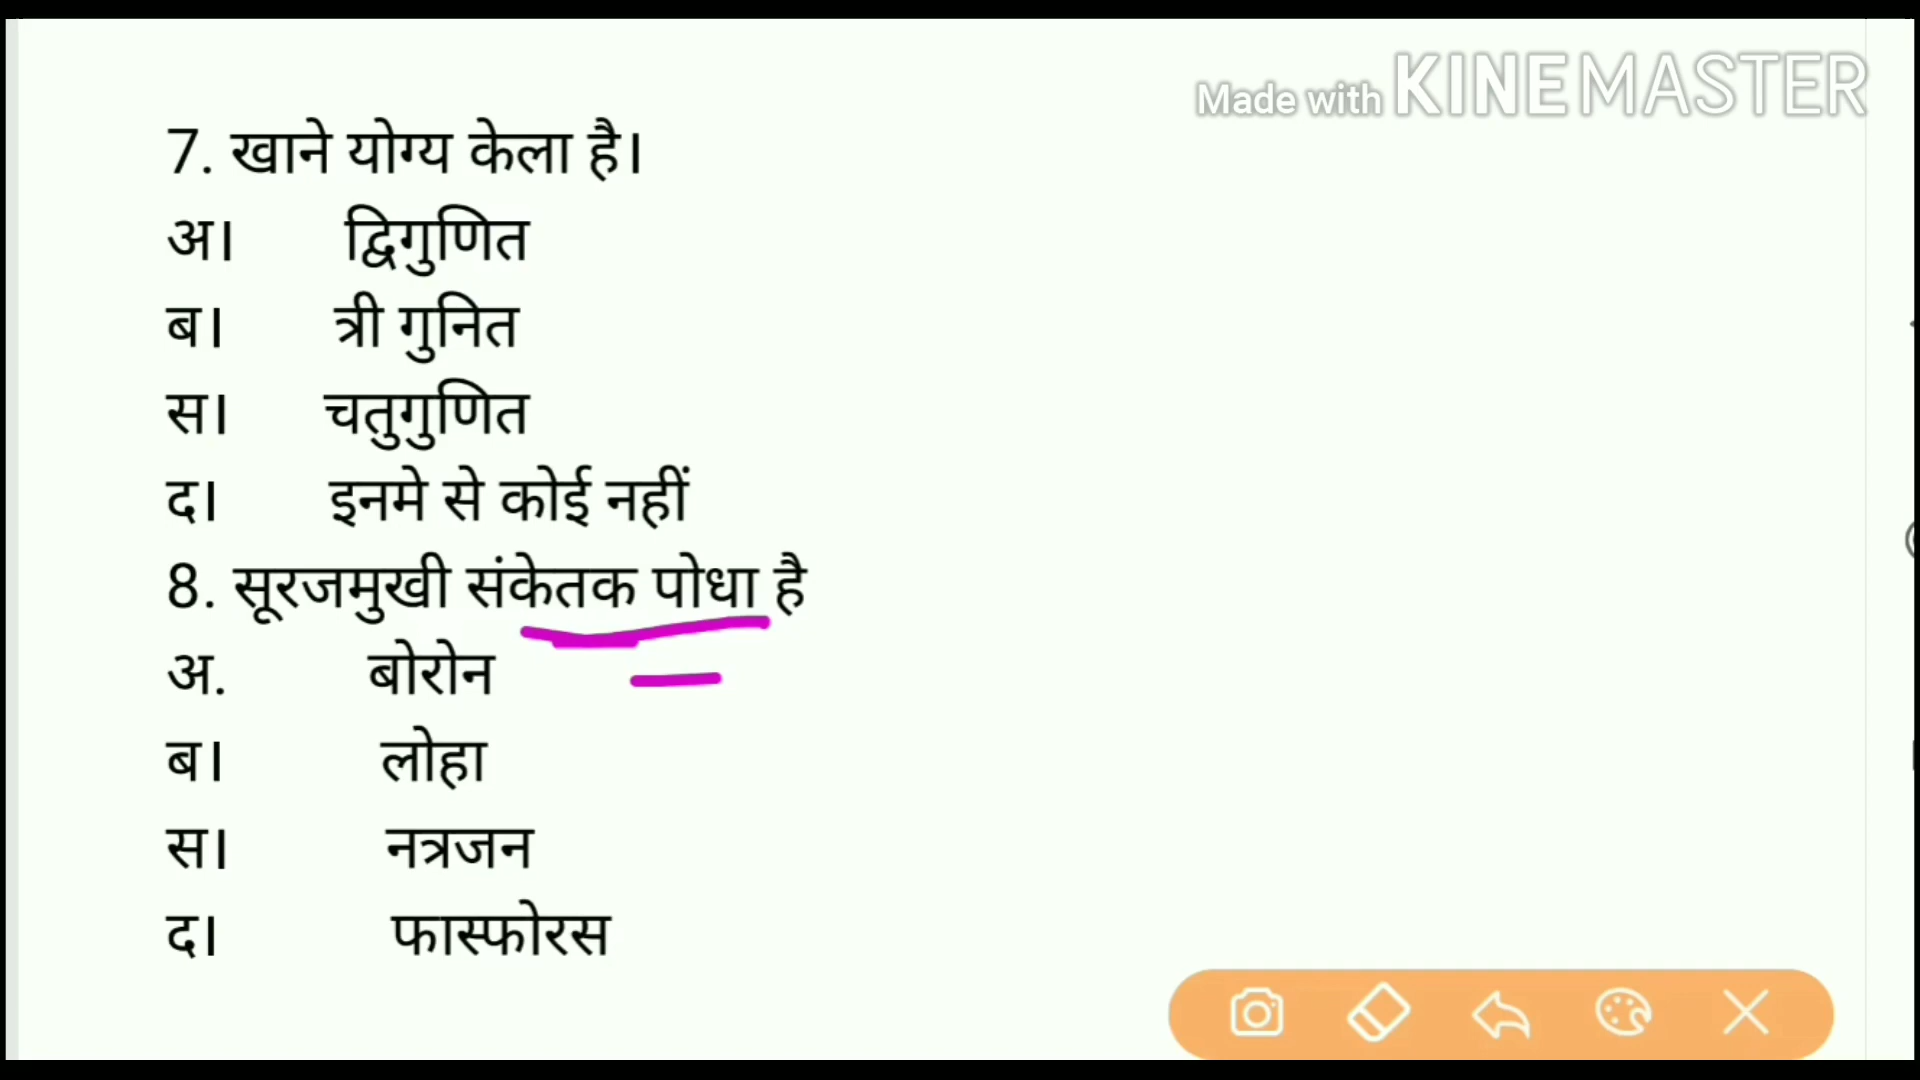 Made with KINEMASTER
7. खाने योग्य केला है।
अ। द्विगुणित
ब। त्री गुनित
स। चतुगुणित
द। इनमे से कोई नहीं
8. सूरजमुखी संकेतक पोधा है
अ. बोरोन
ब। लोहा
स। नत्रजन
द। फास्फोरस